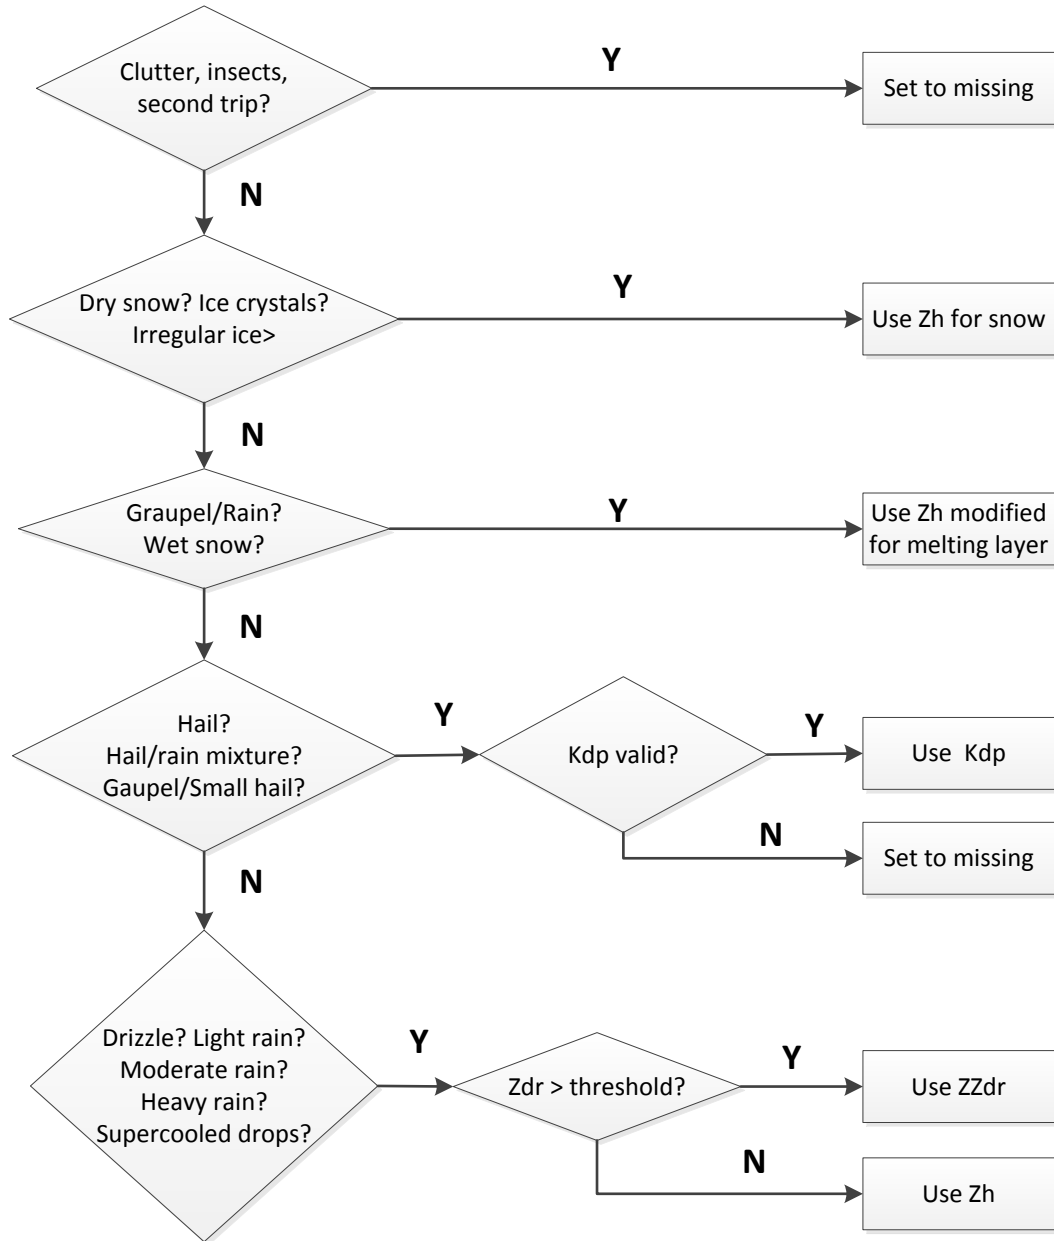 Clutter, insects,
second trip?
Y
Set to missing
N
Dry snow? Ice crystals?
Irregular ice>
Y
Use Zh for snow
N
Graupel/Rain?
Wet snow?
Y
Use Zh modified
for melting layer
N
Hail?
Hail/rain mixture?
Gaupel/Small hail?
Y
Kdp valid?
Y
Use Kdp
N
Set to missing
N
Drizzle? Light rain?
Moderate rain?
Heavy rain?
Supercooled drops?
Y
Zdr > threshold?
Y
Use ZZdr
N
Use Zh